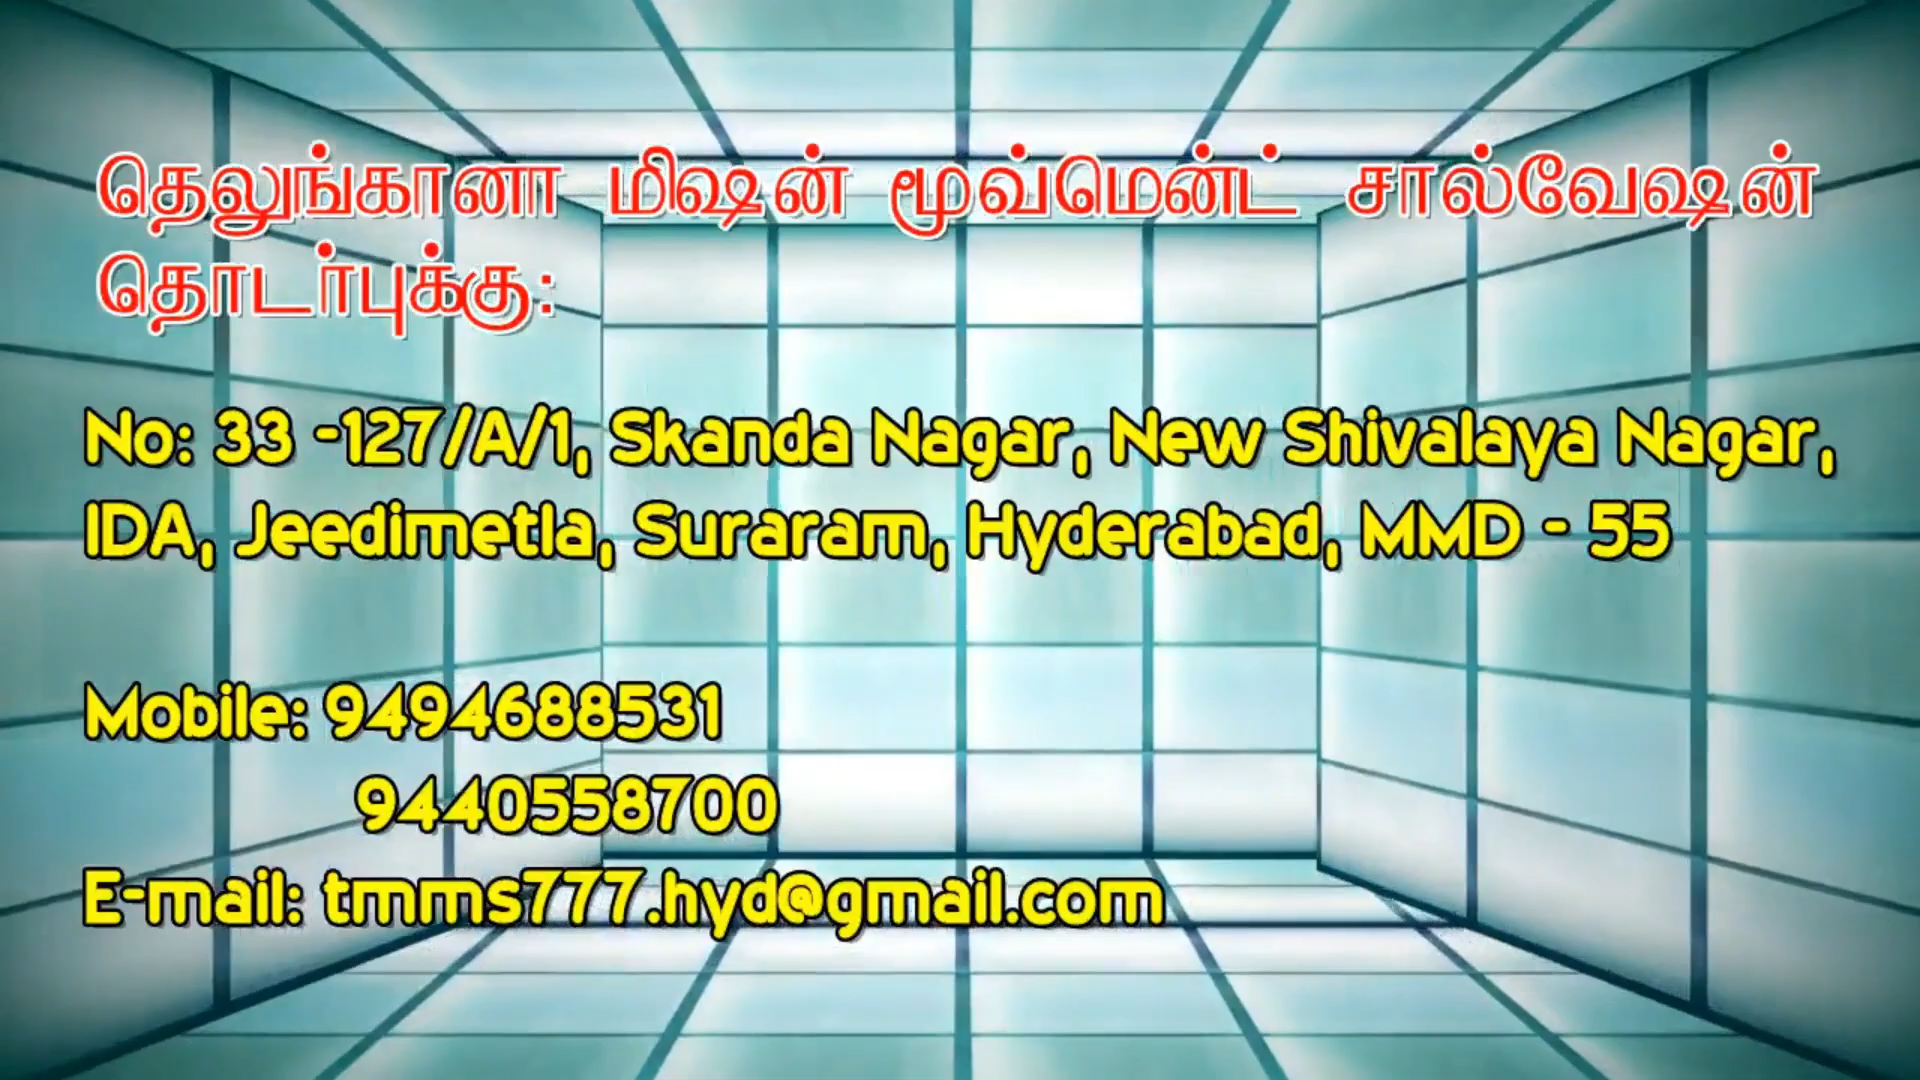 தெலுங்கானா மிஷன் மூவ்மென்ட் சால்வேஷன்
தொடர்புக்கு:
No: 33 -127/A/1, Skanda Nagar, New Shivalaya Nagar,
IDA, Jeedimetla, Suraram, Hyderabad, MMD - 55
Mobile: 9494688531
9440558700
E-mail: tmms777.hyd@gmail.com